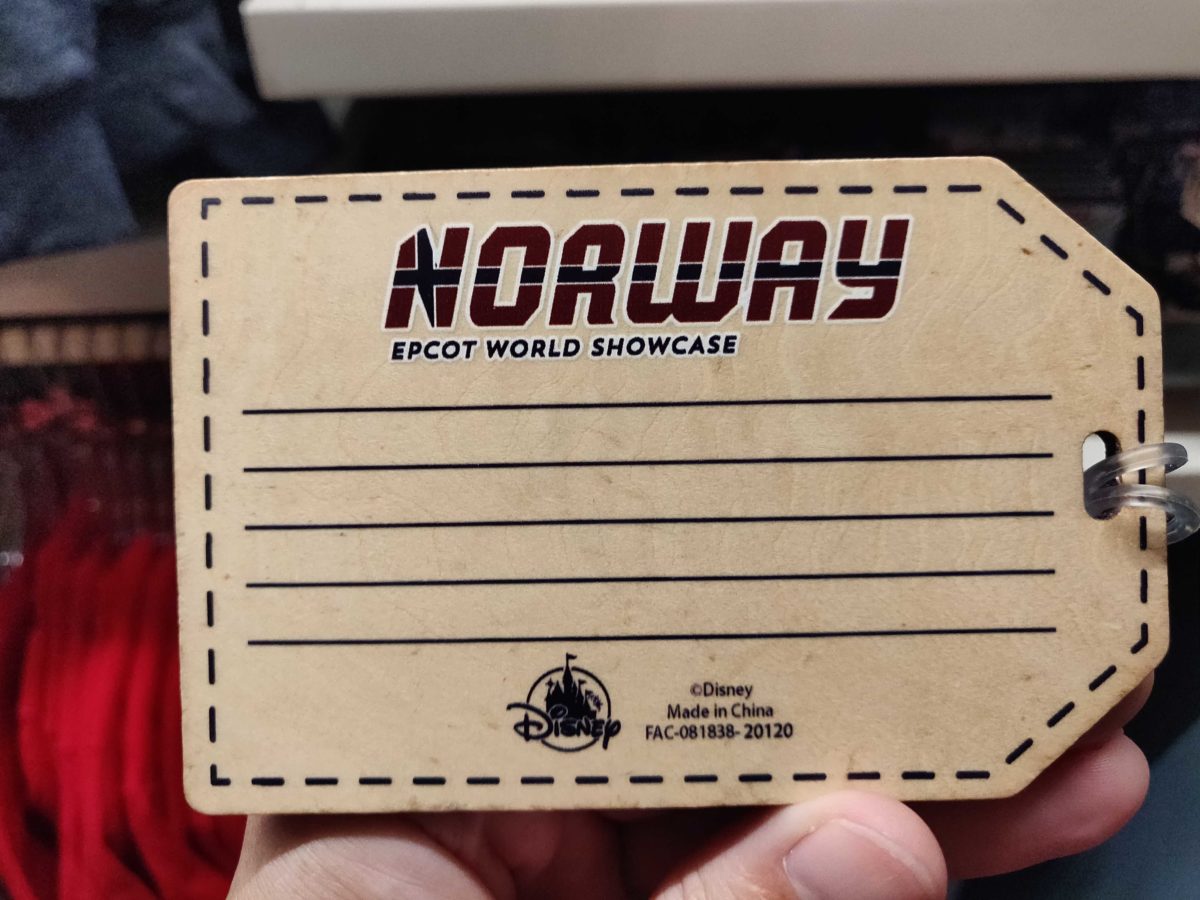 NORWAY
EPCOT WORLD SHOWCASE
Disney
©Disney
Made in China
FAC-081838- 20120